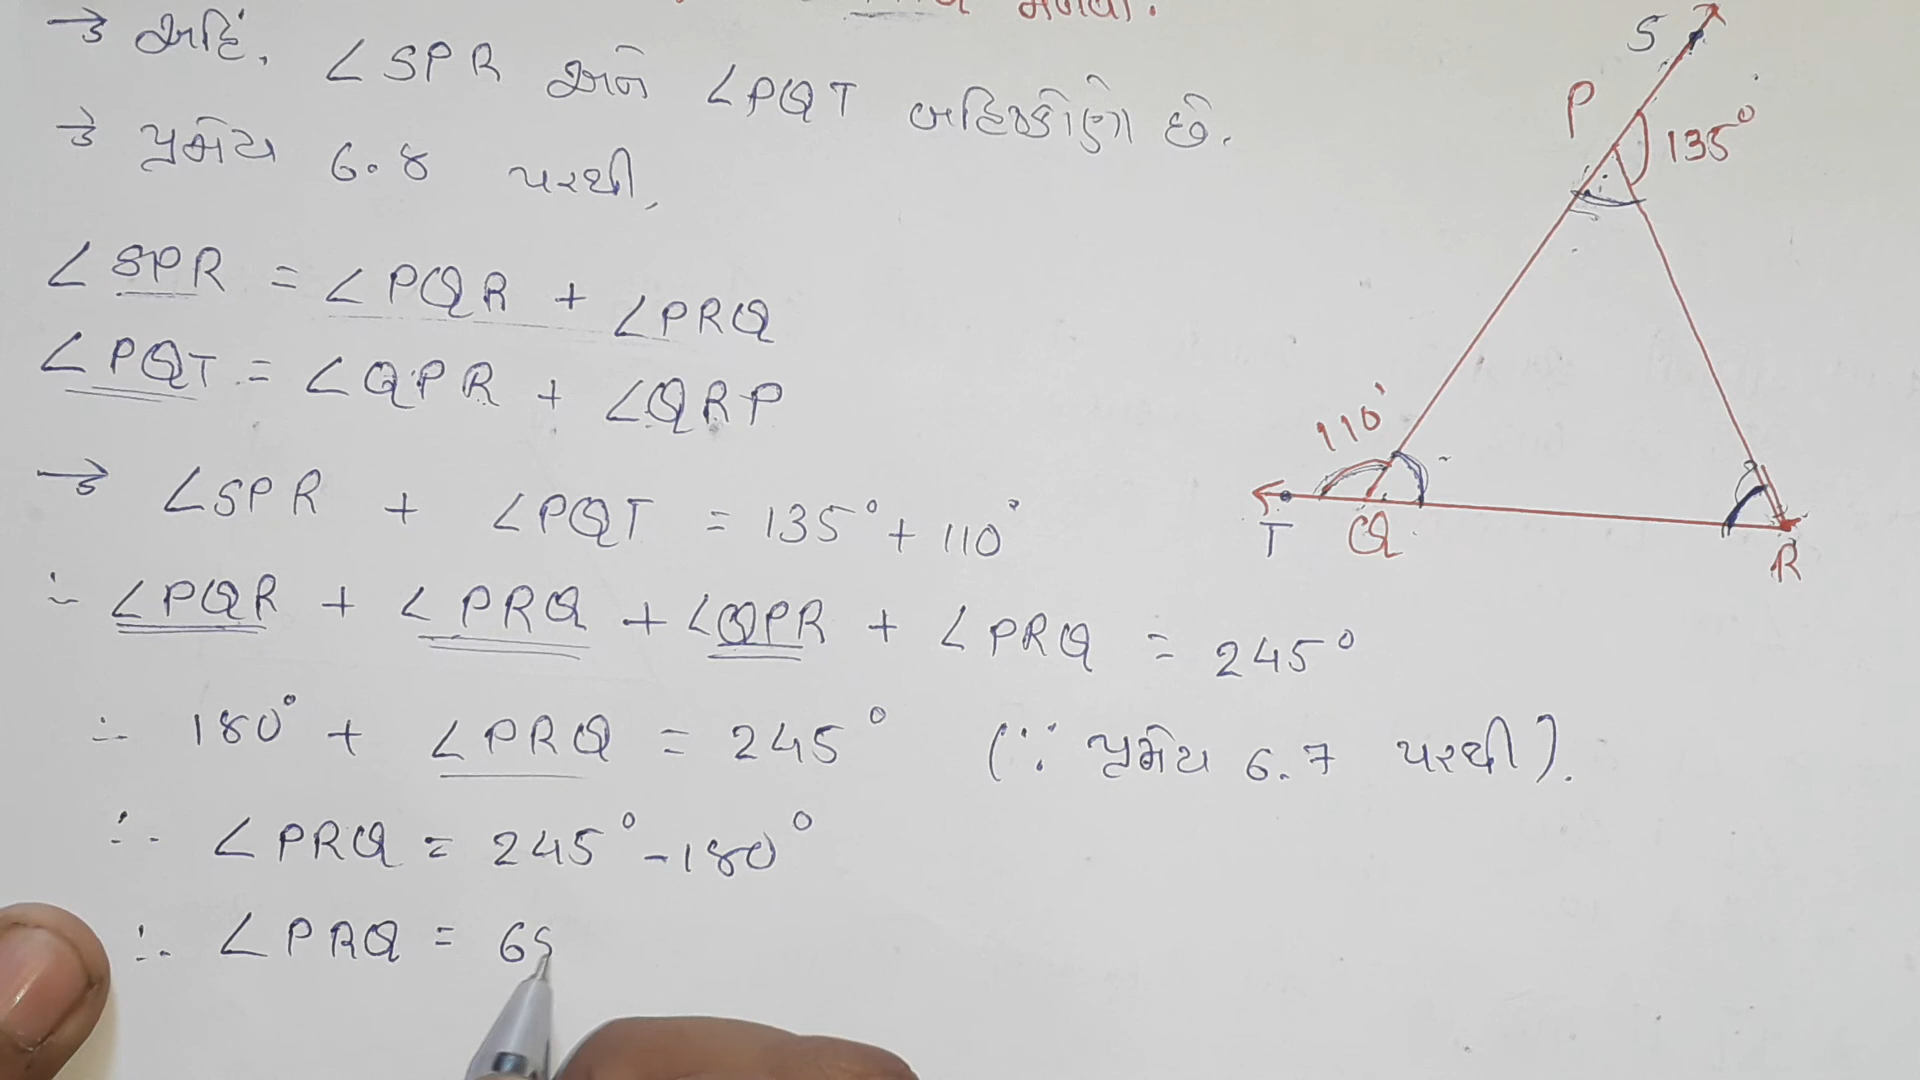 મળવો.
→ અહિં, ∠SPR અને ∠PQT બહિષ્કોણો છે.
→ પ્રમેય 6.8 પરથી,
∠SPR = ∠PQR + ∠PRQ
∠PQT = ∠QPR + ∠QRP
→ ∠SPR + ∠PQT = 135° + 110°
∴ ∠PQR + ∠PRQ + ∠QPR + ∠PRQ = 245°
∴ 180° + ∠PRQ = 245° (∵ પ્રમેય 6.7 પરથી).
∴ ∠PRQ = 245° - 180°
∴ ∠PRQ = 65
S
P
135°
110°
T Q
R